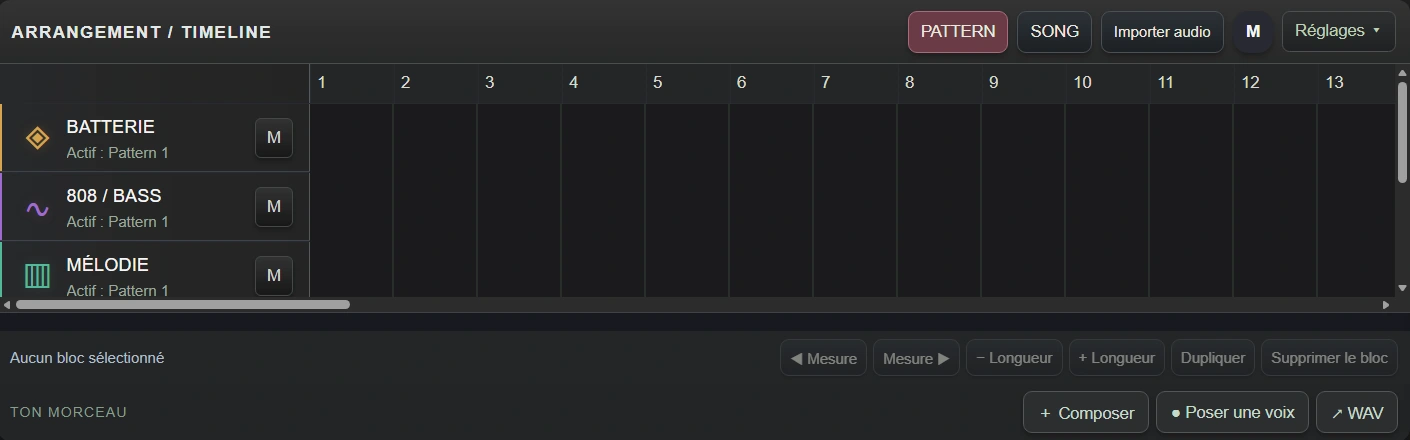 ARRANGEMENT / TIMELINE PATTERN SONG Importer audio M Réglages ▾
1 2 3 4 5 6 7 8 9 10 11 12 13
BATTERIE M
Actif : Pattern 1
808 / BASS M
Actif : Pattern 1
MÉLODIE M
Actif : Pattern 1
Aucun bloc sélectionné ◀ Mesure Mesure ▶ − Longueur + Longueur Dupliquer Supprimer le bloc
TON MORCEAU + Composer ● Poser une voix ↗ WAV